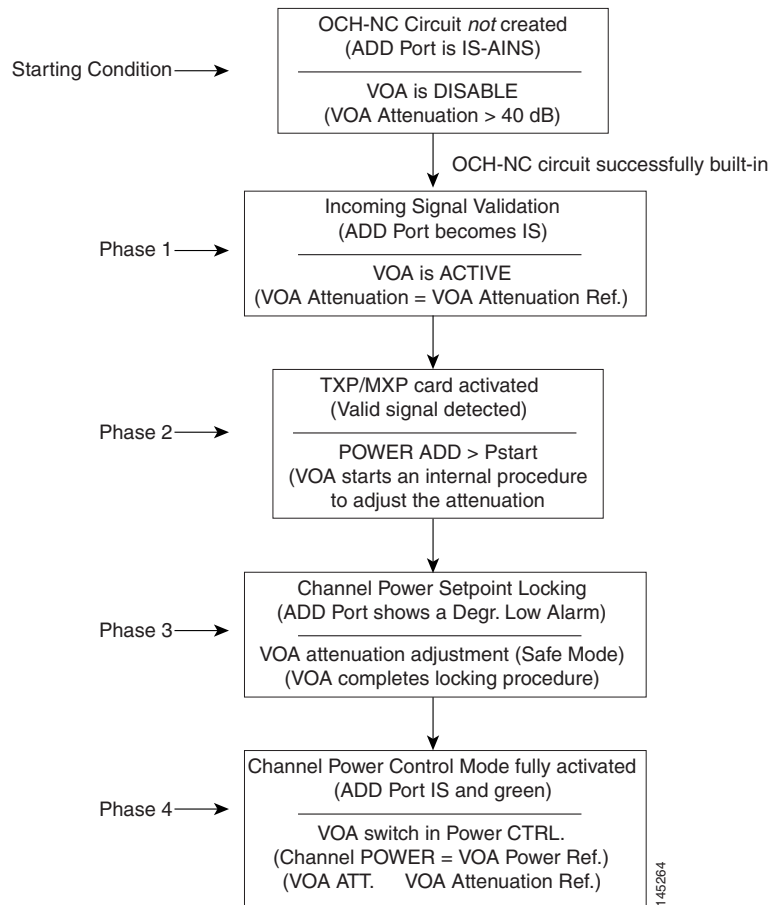 OCH-NC Circuit not created
(ADD Port is IS-AINS)
Starting Condition
VOA is DISABLE
(VOA Attenuation > 40 dB)
OCH-NC circuit successfully built-in
Incoming Signal Validation
(ADD Port becomes IS)
Phase 1
VOA is ACTIVE
(VOA Attenuation = VOA Attenuation Ref.)
TXP/MXP card activated
(Valid signal detected)
Phase 2
POWER ADD > Pstart
(VOA starts an internal procedure
to adjust the attenuation
Channel Power Setpoint Locking
(ADD Port shows a Degr. Low Alarm)
Phase 3
VOA attenuation adjustment (Safe Mode)
(VOA completes locking procedure)
Channel Power Control Mode fully activated
(ADD Port IS and green)
Phase 4
VOA switch in Power CTRL.
(Channel POWER = VOA Power Ref.)
(VOA ATT. VOA Attenuation Ref.)
145264